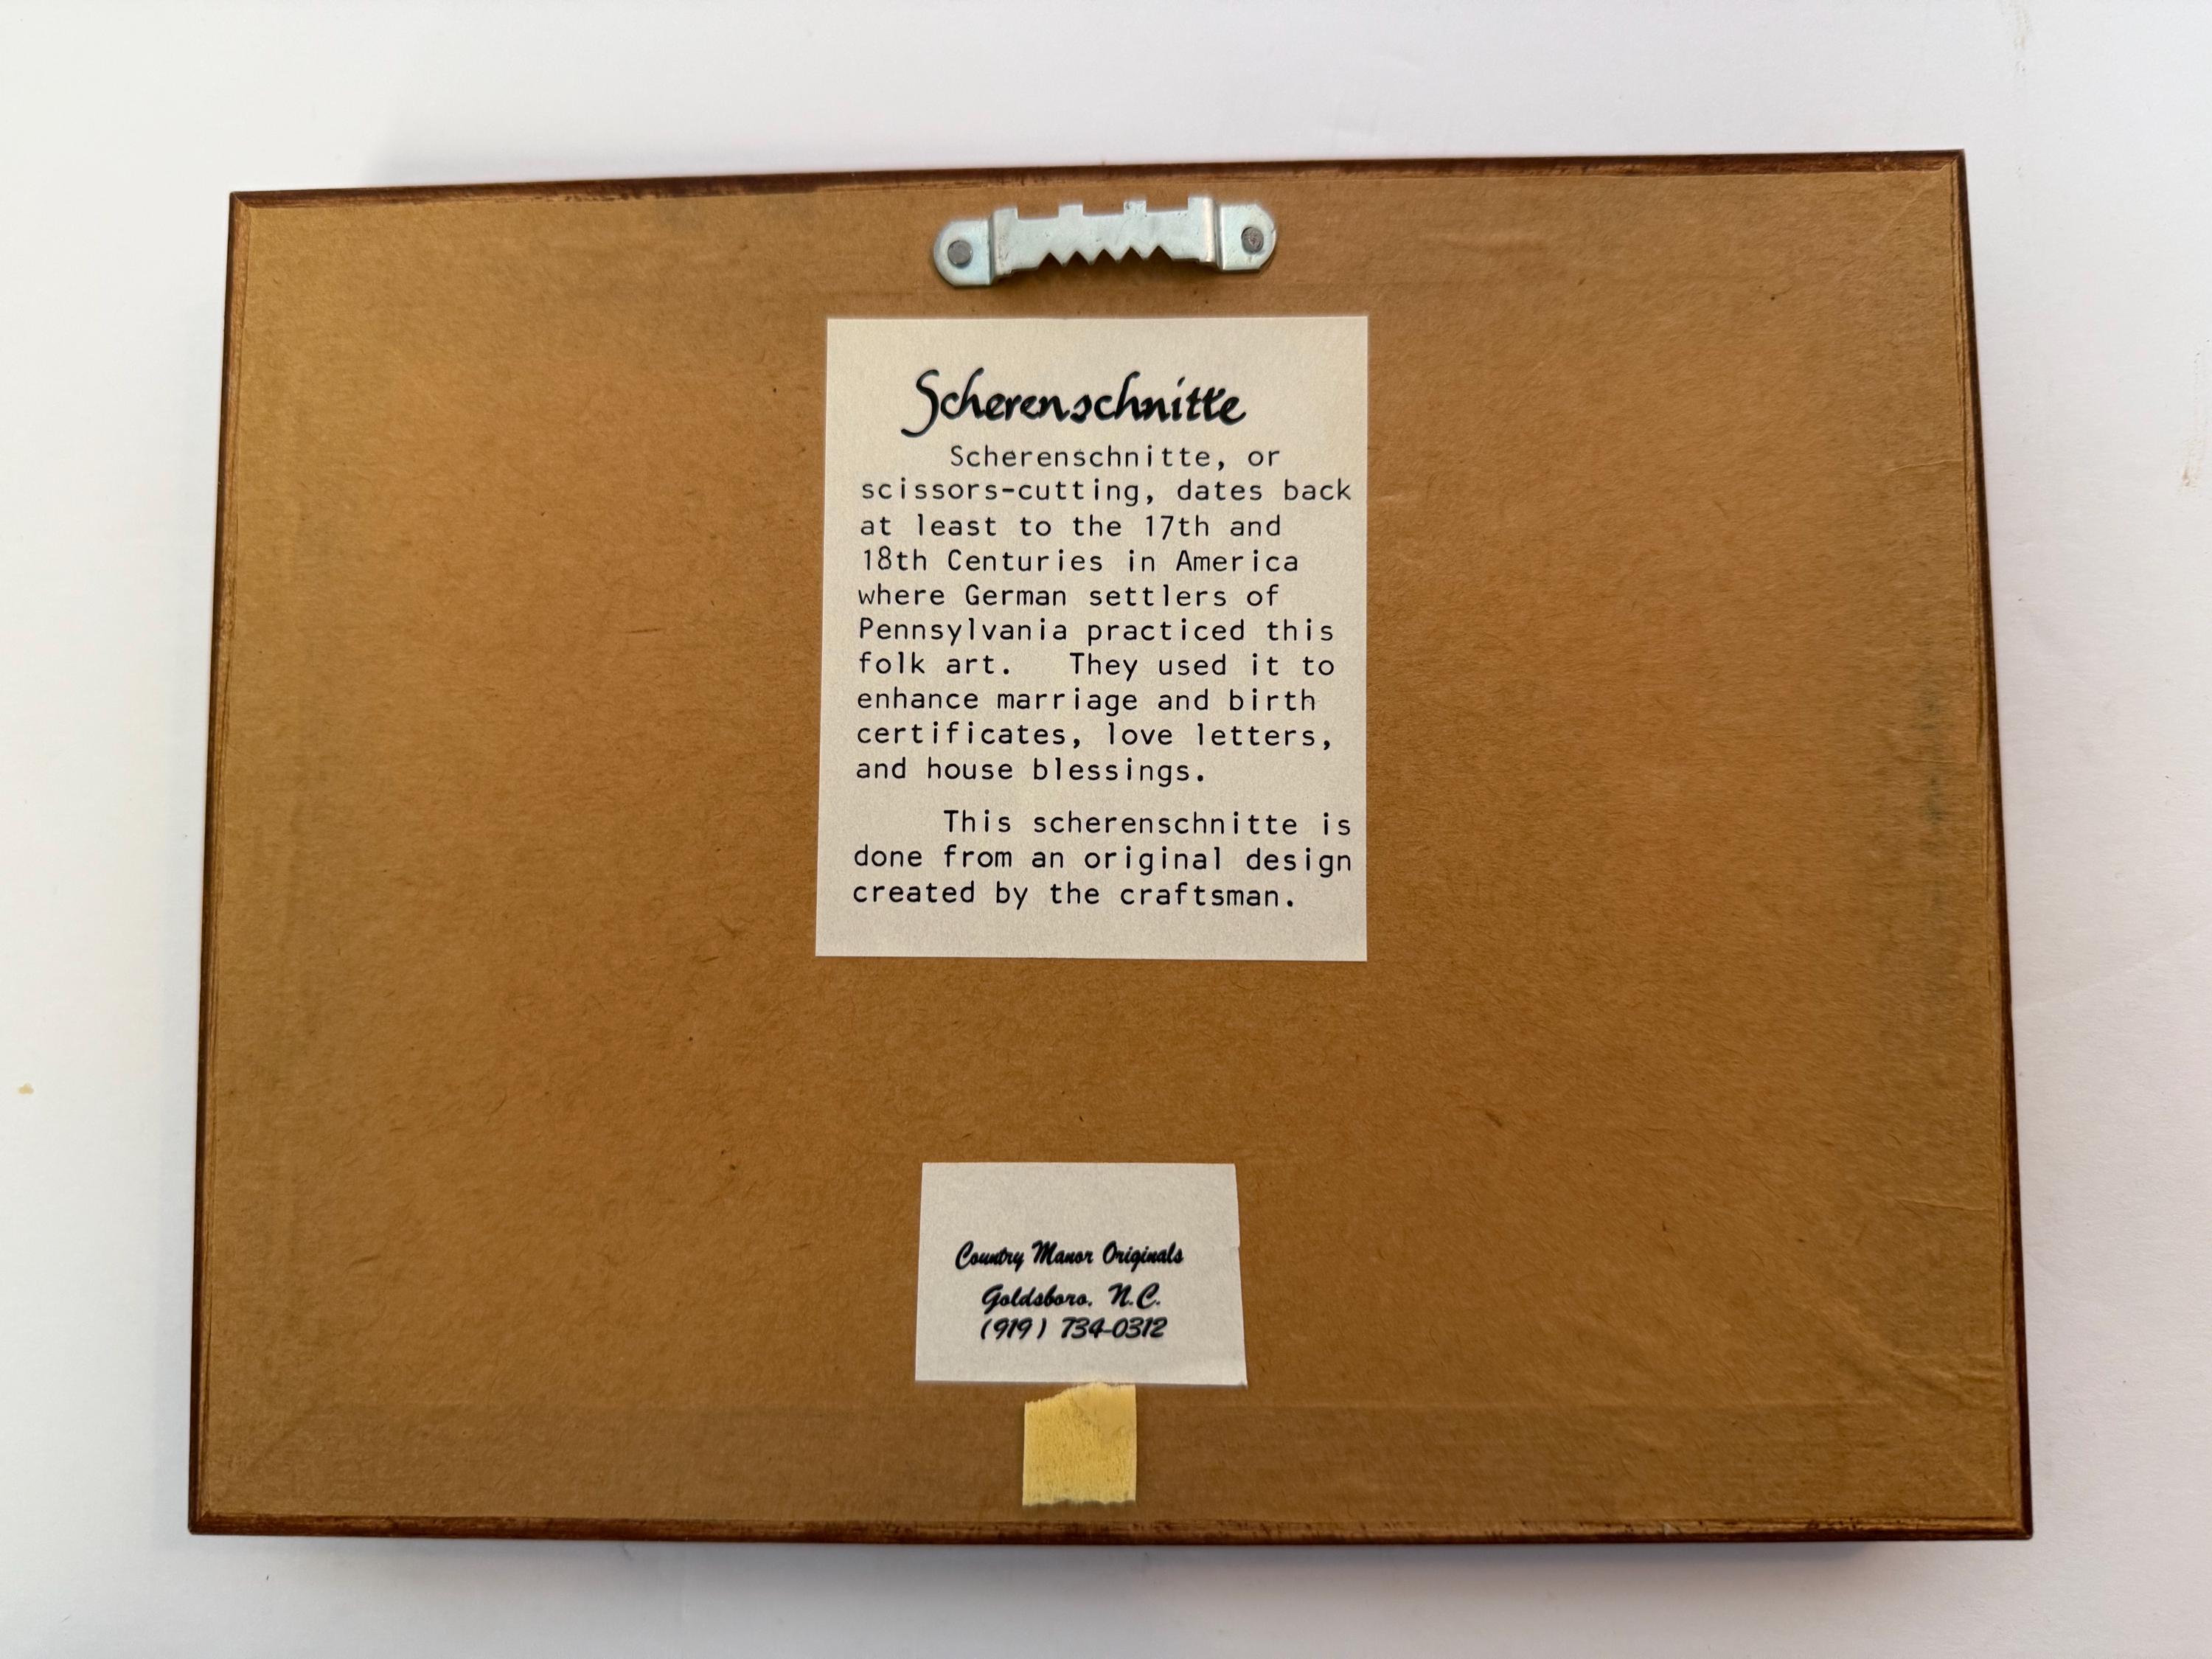 Scherenschnitte
Scherenschnitte, or
scissors-cutting, dates back
at least to the 17th and
18th Centuries in America
where German settlers of
Pennsylvania practiced this
folk art.   They used it to
enhance marriage and birth
certificates, love letters,
and house blessings.
This scherenschnitte is
done from an original design
created by the craftsman.
Country Manor Originals
Goldsboro, N.C.
(919) 734-0312